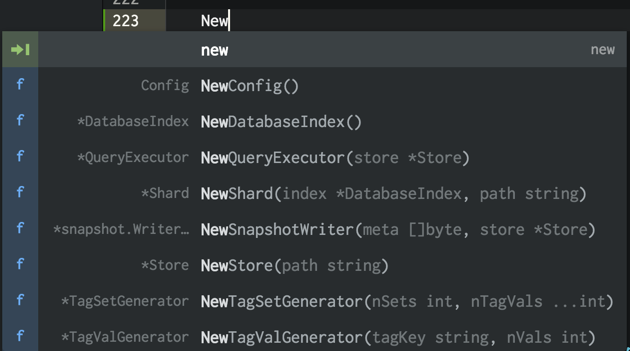 222
223 New
new new
f Config NewConfig()
f *DatabaseIndex NewDatabaseIndex()
f *QueryExecutor NewQueryExecutor(store *Store)
f *Shard NewShard(index *DatabaseIndex, path string)
f *snapshot.Writer… NewSnapshotWriter(meta []byte, store *Store)
f *Store NewStore(path string)
f *TagSetGenerator NewTagSetGenerator(nSets int, nTagVals ...int)
f *TagValGenerator NewTagValGenerator(tagKey string, nVals int)